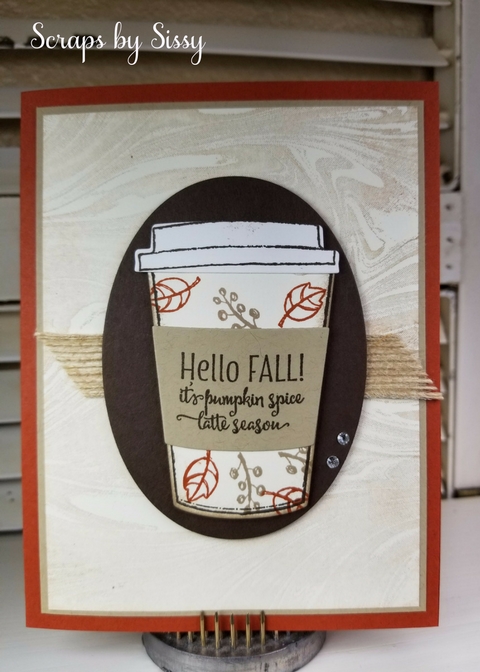 Scraps by Sissy
Hello FALL!
it's pumpkin spice
latte season